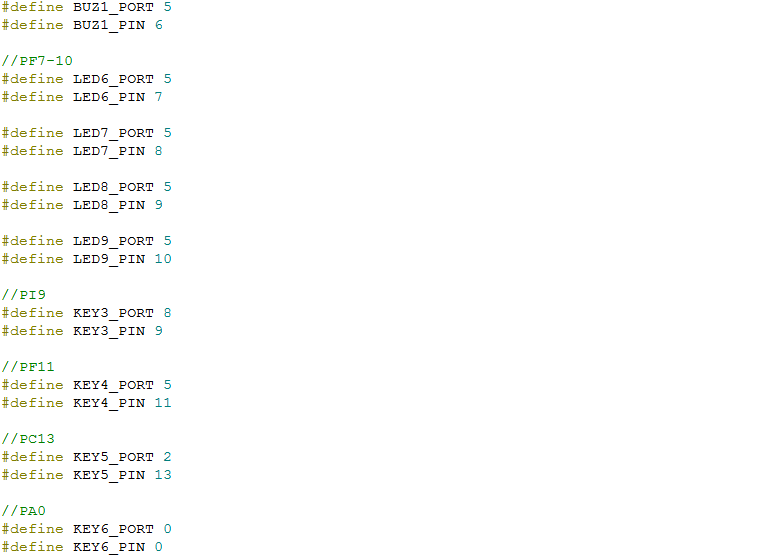 #define BUZ1_PORT 5
#define BUZ1_PIN 6
//PF7-10
#define LED6_PORT 5
#define LED6_PIN 7
#define LED7_PORT 5
#define LED7_PIN 8
#define LED8_PORT 5
#define LED8_PIN 9
#define LED9_PORT 5
#define LED9_PIN 10
//PI9
#define KEY3_PORT 8
#define KEY3_PIN 9
//PF11
#define KEY4_PORT 5
#define KEY4_PIN 11
//PC13
#define KEY5_PORT 2
#define KEY5_PIN 13
//PA0
#define KEY6_PORT 0
#define KEY6_PIN 0